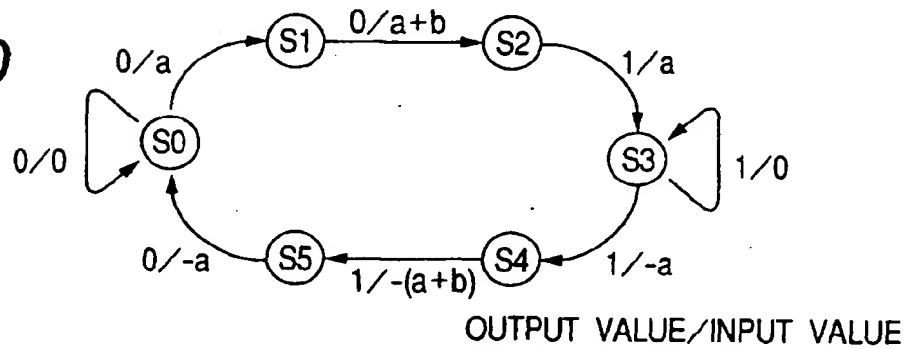 0/a+b
S1
S2
0/a
1/a
S0
S3
0/0
1/0
0/-a
S5
S4
1/-a
1/-(a+b)
OUTPUT VALUE/INPUT VALUE